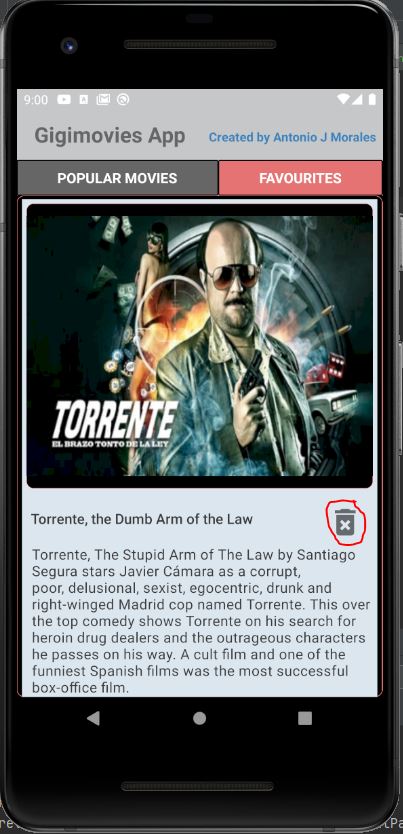 9:00
Gigimovies App
Created by Antonio J Morales
POPULAR MOVIES
FAVOURITES
TORRENTE
EL BRAZO TONTO DE LA LEY
Torrente, the Dumb Arm of the Law
Torrente, The Stupid Arm of The Law by Santiago
Segura stars Javier Cámara as a corrupt,
poor, delusional, sexist, egocentric, drunk and
right-winged Madrid cop named Torrente. This over
the top comedy shows Torrente on his search for
heroin drug dealers and the outrageous characters
he passes on his way. A cult film and one of the
funniest Spanish films was the most successful
box-office film.